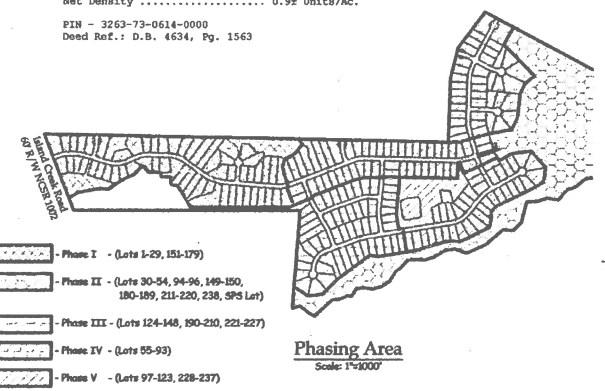 Net Density .................... 0.9± Units/Ac.
PIN - 3263-73-0614-0000
Deed Ref.: D.B. 4634, Pg. 1563
Island Creek Road
60' R/W NCSR 1002
- Phase I - (Lots 1-29, 151-179)
- Phase II - (Lots 30-54, 94-96, 149-150,
180-189, 211-220, 238, SPS Lot)
- Phase III - (Lots 124-148, 190-210, 221-227)
- Phase IV - (Lots 55-93)
- Phase V - (Lots 97-123, 228-237)
Phasing Area
Scale: 1"=1000'